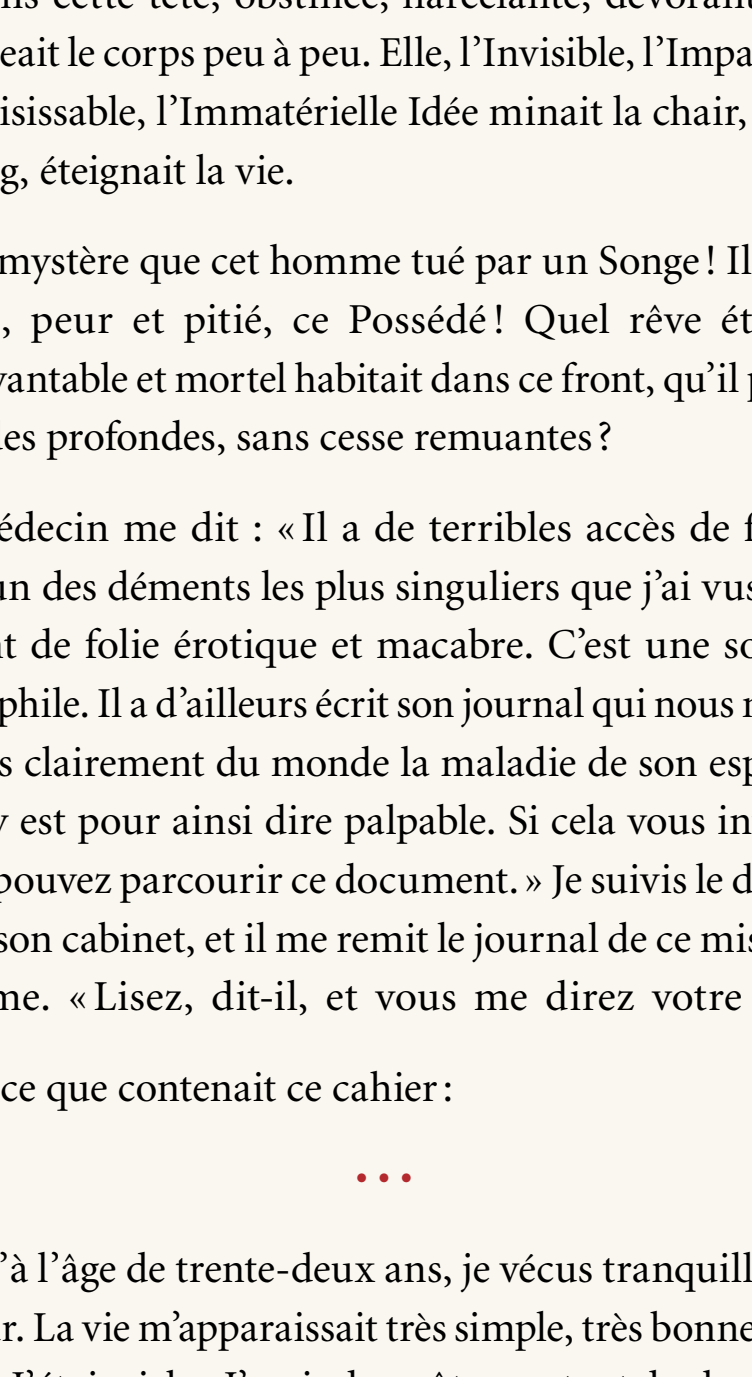 cette tête, obstinée, harcelante,
eait le corps peu à peu. Elle, l’Invisible, l’Impa
isissable, l’Immatérielle Idée minait la chair,
g, éteignait la vie.
mystère que cet homme tué par un Songe ! Il
, peur et pitié, ce Possédé ! Quel rêve ét
vantable et mortel habitait dans ce front, qu’il p
les profondes, sans cesse remuantes ?
édecin me dit : « Il a de terribles accès de f
un des déments les plus singuliers que j’ai vus
nt de folie érotique et macabre. C’est une so
phile. Il a d’ailleurs écrit son journal qui nous m
s clairement du monde la maladie de son esp
y est pour ainsi dire palpable. Si cela vous in
pouvez parcourir ce document. » Je suivis le d
son cabinet, et il me remit le journal de ce mis
me. « Lisez, dit-il, et vous me direz votre
ce que contenait ce cahier :
• • •
’à l’âge de trente-deux ans, je vécus tranquill
r. La vie m’apparaissait très simple, très bonne